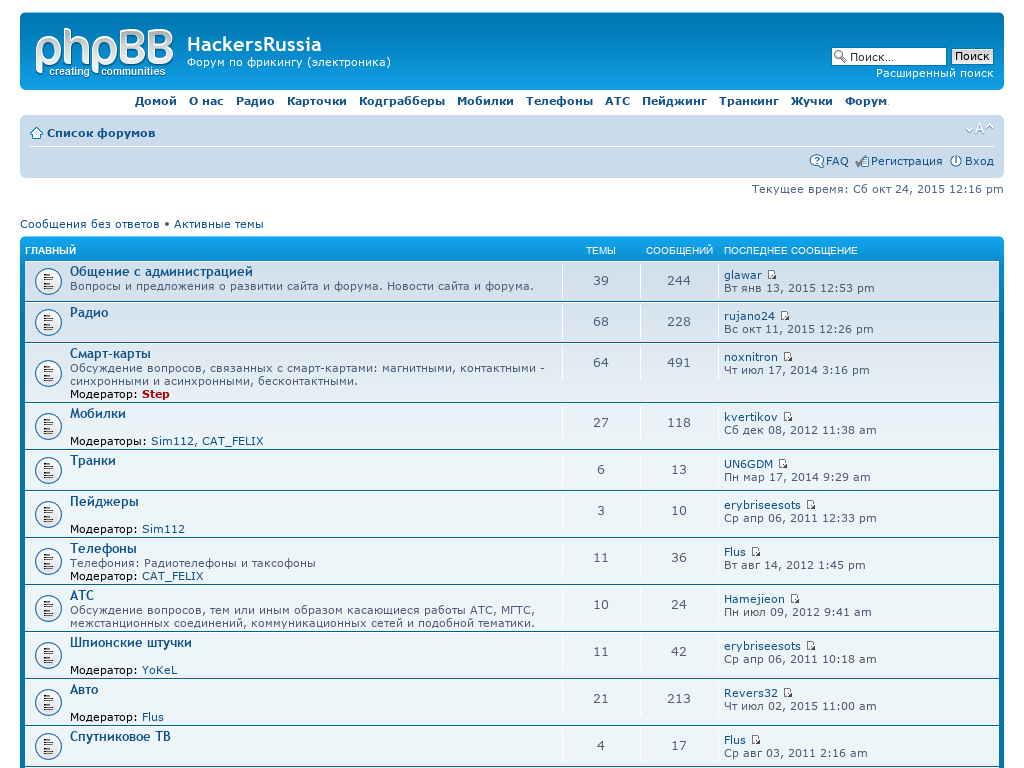 phpBB
creating communities
HackersRussia
Форум по фрикингу (электроника)
Поиск... Поиск
Расширенный поиск
Домой О нас Радио Карточки Кодграбберы Мобилки Телефоны АТС Пейджинг Транкинг Жучки Форум.
Список форумов
FAQ Регистрация Вход
Текущее время: Сб окт 24, 2015 12:16 pm
Сообщения без ответов • Активные темы
ГЛАВНЫЙ ТЕМЫ СООБЩЕНИЙ ПОСЛЕДНЕЕ СООБЩЕНИЕ
Общение с администрацией
Вопросы и предложения о развитии сайта и форума. Новости сайта и форума.
39 244 glawar
Вт янв 13, 2015 12:53 pm
Радио
68 228 rujano24
Вс окт 11, 2015 12:26 pm
Смарт-карты
Обсуждение вопросов, связанных с смарт-картами: магнитными, контактными -
синхронными и асинхронными, бесконтактными.
Модератор: Step
64 491 noxnitron
Чт июл 17, 2014 3:16 pm
Мобилки
Модераторы: Sim112, CAT_FELIX
27 118 kvertikov
Сб дек 08, 2012 11:38 am
Транки
6 13 UN6GDM
Пн мар 17, 2014 9:29 am
Пейджеры
Модератор: Sim112
3 10 erybriseesots
Ср апр 06, 2011 12:33 pm
Телефоны
Телефония: Радиотелефоны и таксофоны
Модератор: CAT_FELIX
11 36 Flus
Вт авг 14, 2012 1:45 pm
АТС
Обсуждение вопросов, тем или иным образом касающиеся работы АТС, МГТС,
межстанционных соединений, коммуникационных сетей и подобной тематики.
10 24 Hamejieon
Пн июл 09, 2012 9:41 am
Шпионские штучки
Модератор: YoKeL
11 42 erybriseesots
Ср апр 06, 2011 10:18 am
Авто
Модератор: Flus
21 213 Revers32
Чт июл 02, 2015 11:00 am
Спутниковое ТВ
4 17 Flus
Ср авг 03, 2011 2:16 am